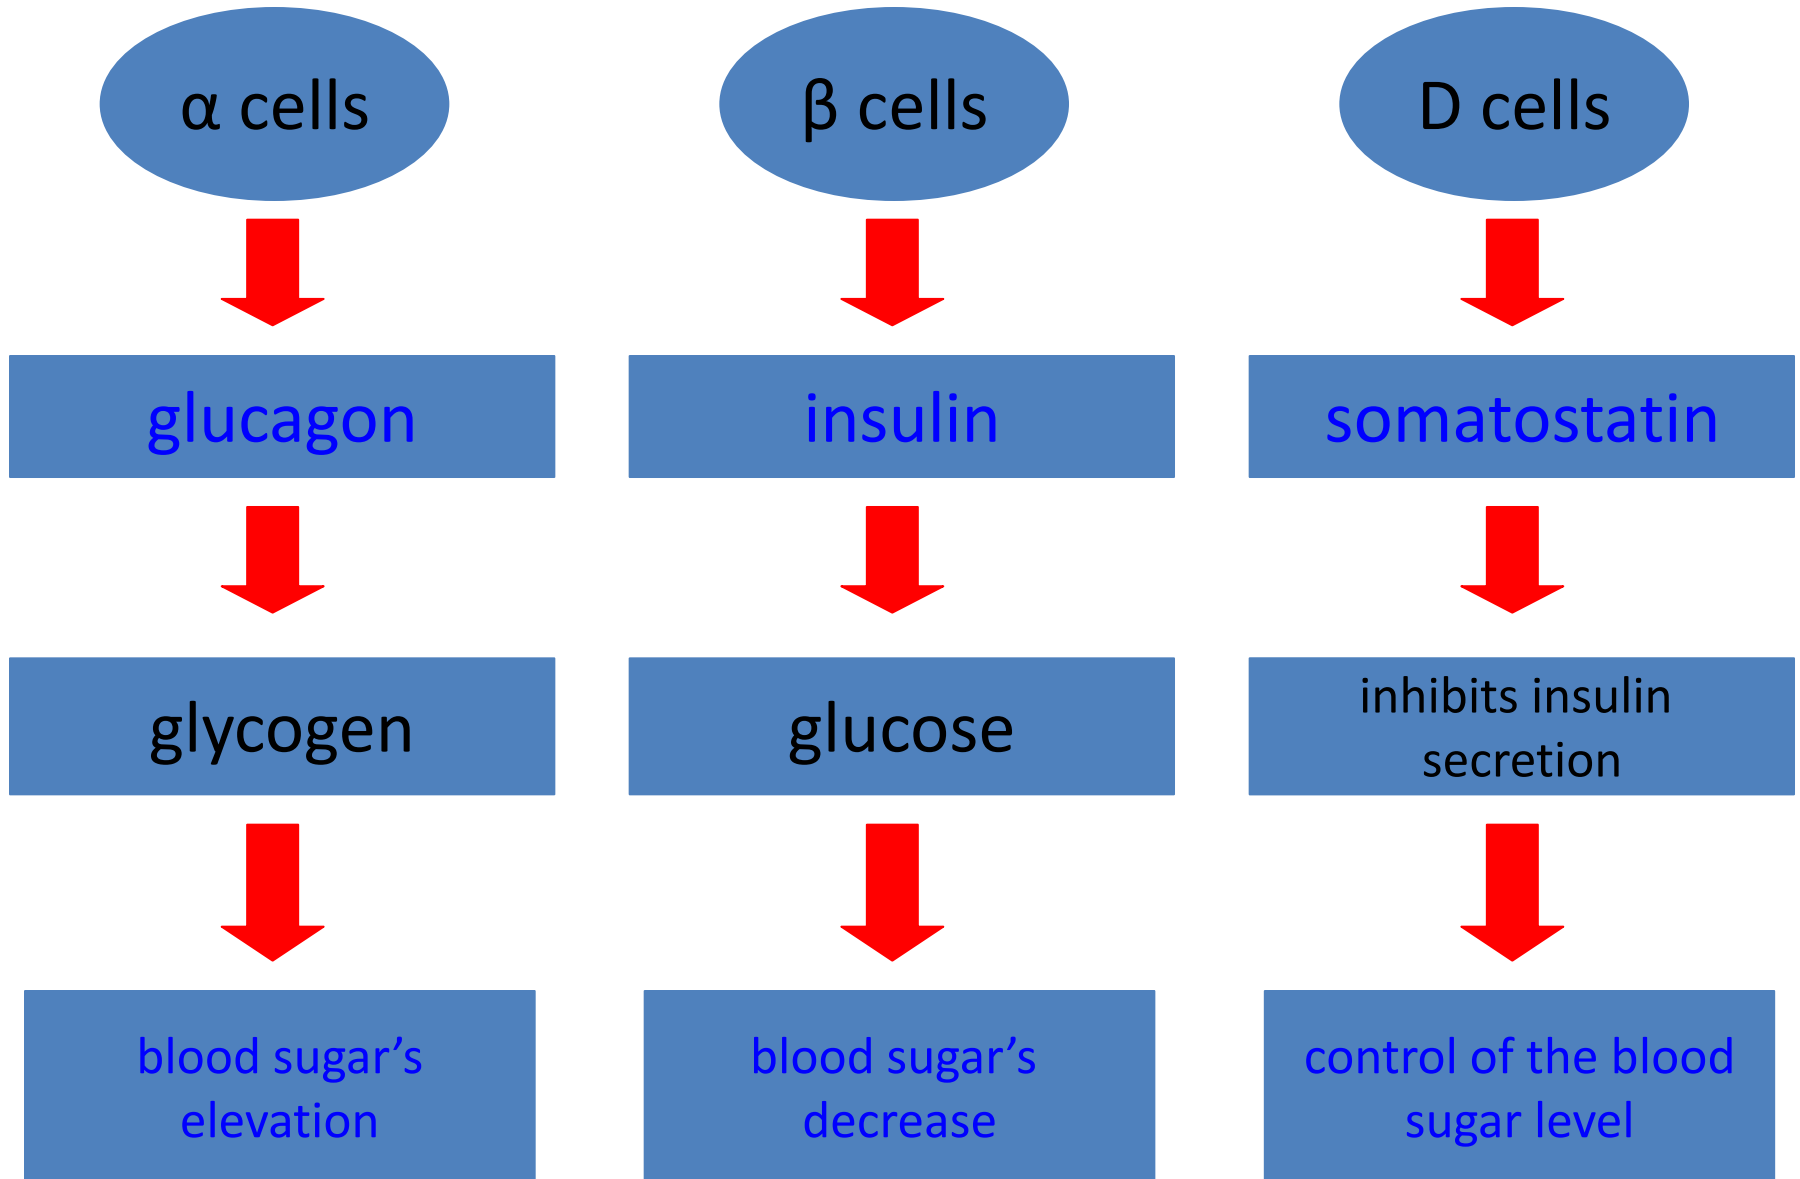 α cells
β cells
D cells
glucagon
insulin
somatostatin
glycogen
glucose
inhibits insulin
secretion
blood sugar’s
elevation
blood sugar’s
decrease
control of the blood
sugar level